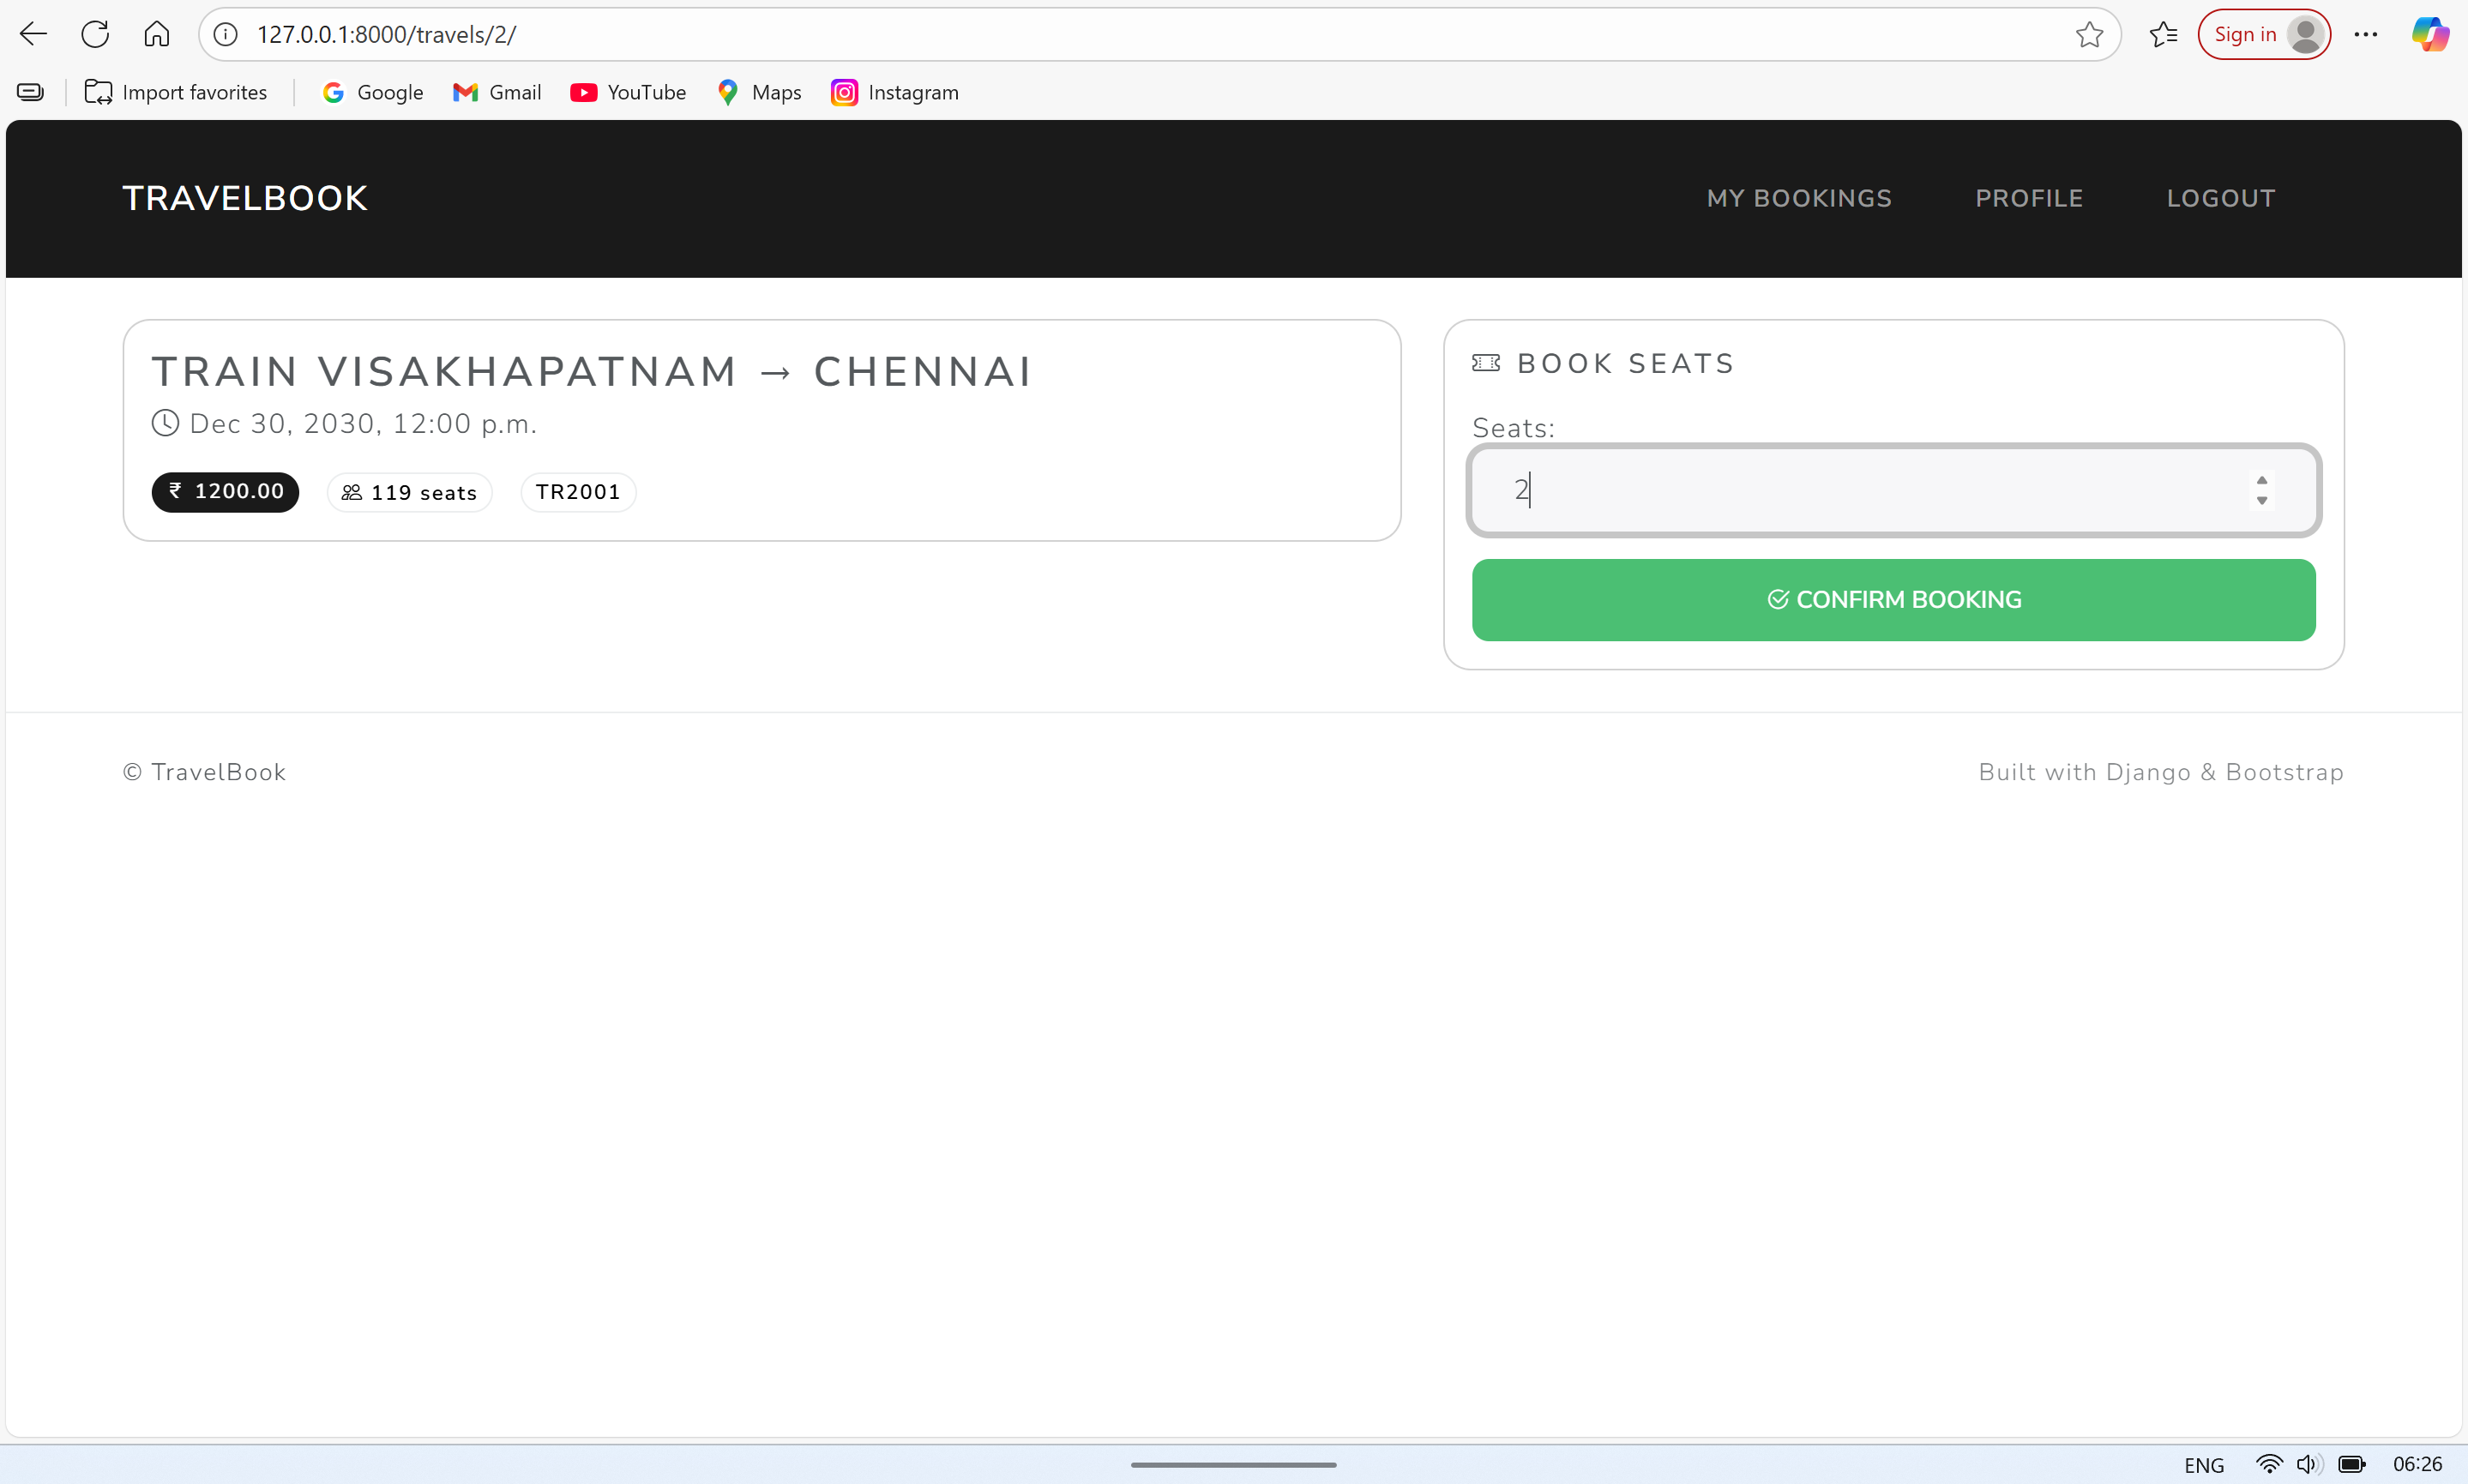 127.0.0.1:8000/travels/2/
Sign in
Import favorites
Google
Gmail
YouTube
Maps
Instagram
TRAVELBOOK
MY BOOKINGS
PROFILE
LOGOUT
TRAIN VISAKHAPATNAM → CHENNAI
Dec 30, 2030, 12:00 p.m.
₹ 1200.00
119 seats
TR2001
BOOK SEATS
Seats:
2
CONFIRM BOOKING
© TravelBook
Built with Django & Bootstrap
ENG
06:26